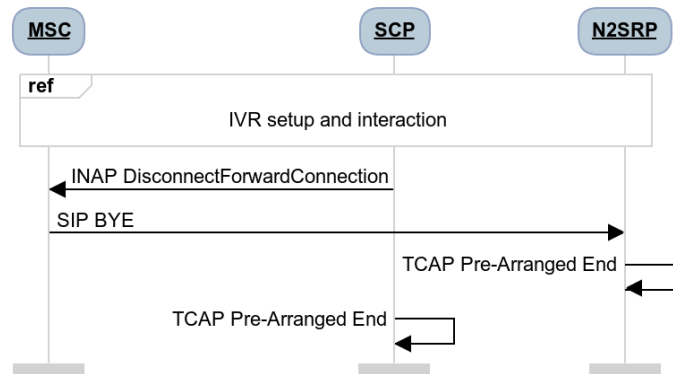 MSC
SCP
N2SRP
ref
IVR setup and interaction
INAP DisconnectForwardConnection
SIP BYE
TCAP Pre-Arranged End
TCAP Pre-Arranged End